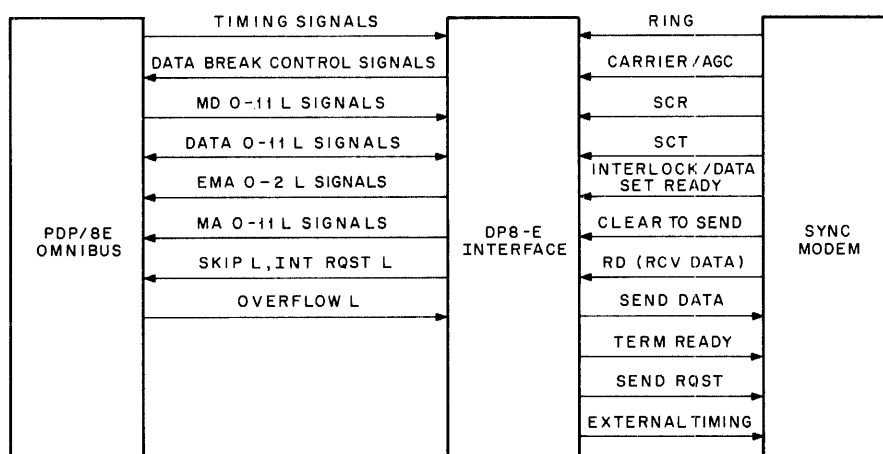 TIMING SIGNALS
DATA BREAK CONTROL SIGNALS
MD 0-11 L SIGNALS
DATA 0-11 L SIGNALS
EMA 0-2 L SIGNALS
MA 0-11 L SIGNALS
SKIP L, INT RQST L
OVERFLOW L
PDP/8E
OMNIBUS
DP8-E
INTERFACE
RING
CARRIER/AGC
SCR
SCT
INTERLOCK/DATA
SET READY
CLEAR TO SEND
RD (RCV DATA)
SEND DATA
TERM READY
SEND RQST
EXTERNAL TIMING
SYNC
MODEM